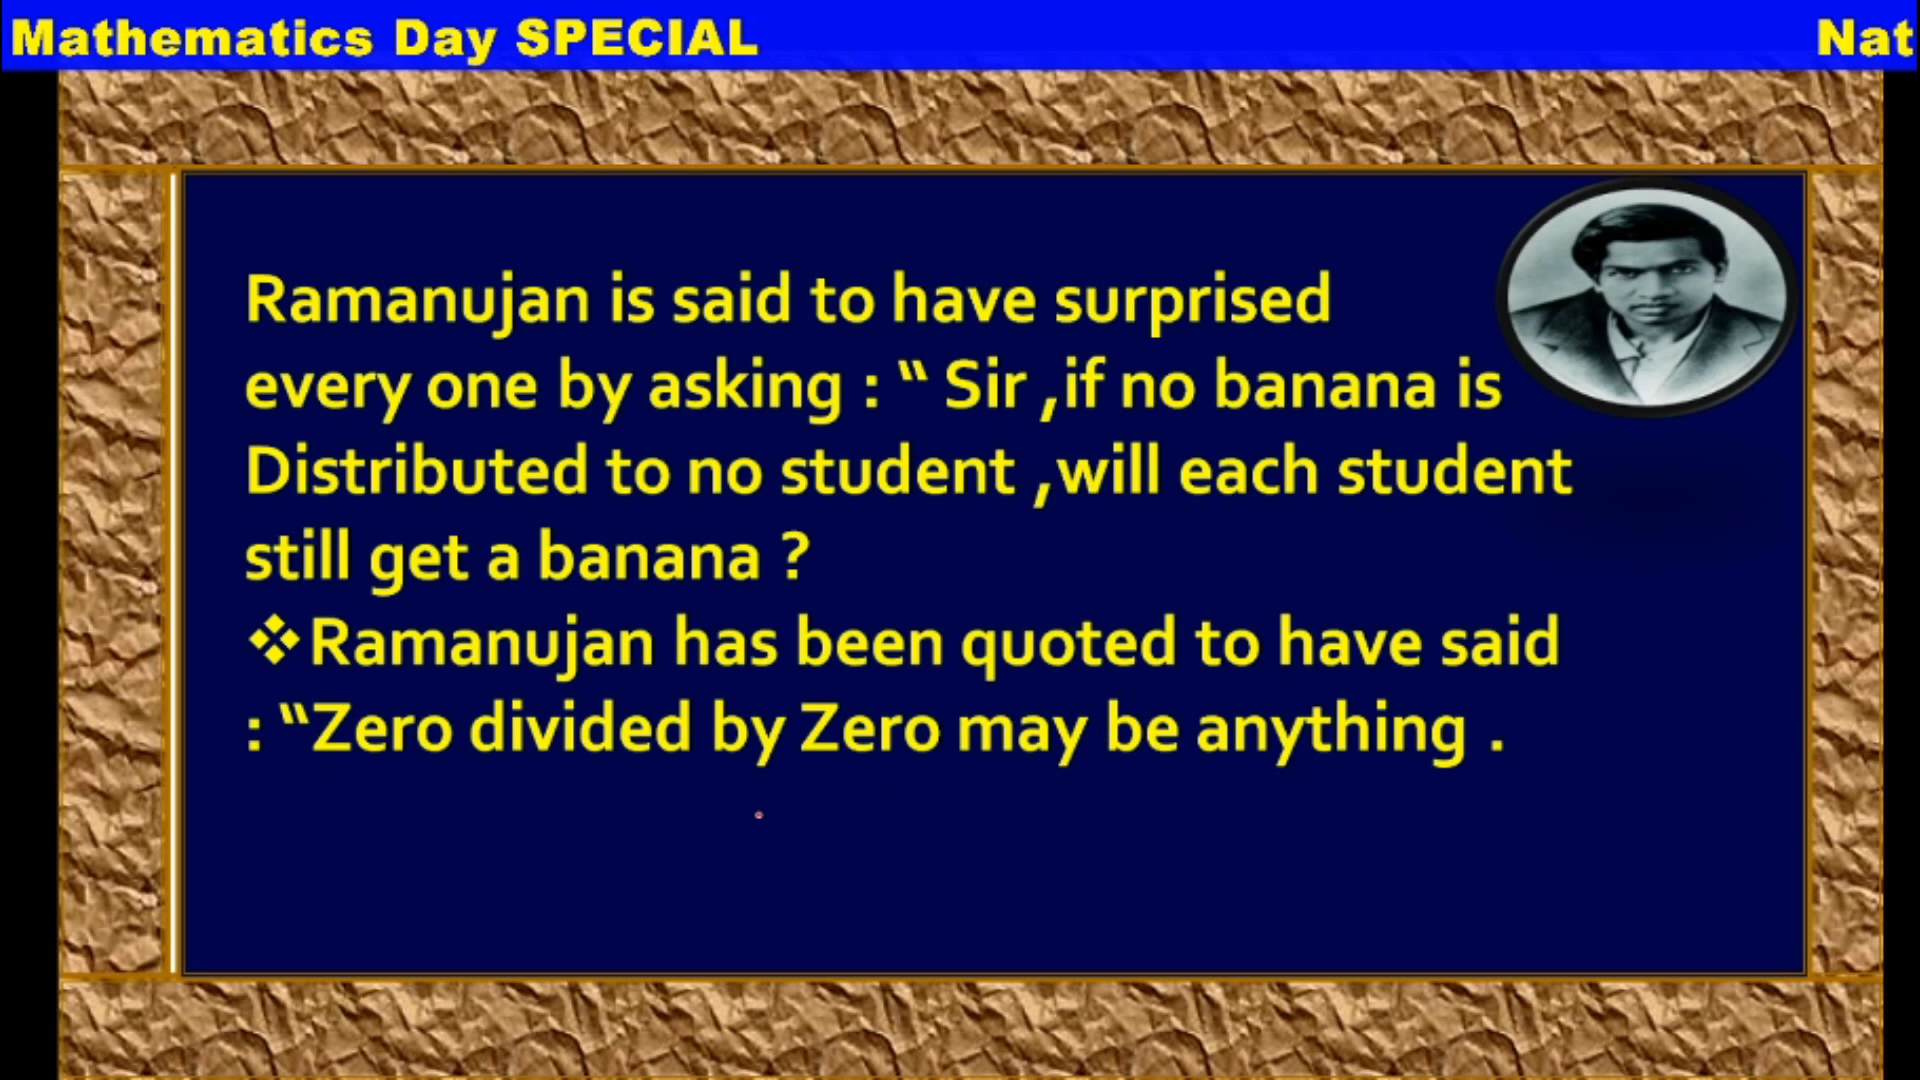 Mathematics Day SPECIAL Nat
Ramanujan is said to have surprised
every one by asking : “ Sir ,if no banana is
Distributed to no student ,will each student
still get a banana ?
❖Ramanujan has been quoted to have said
: “Zero divided by Zero may be anything .